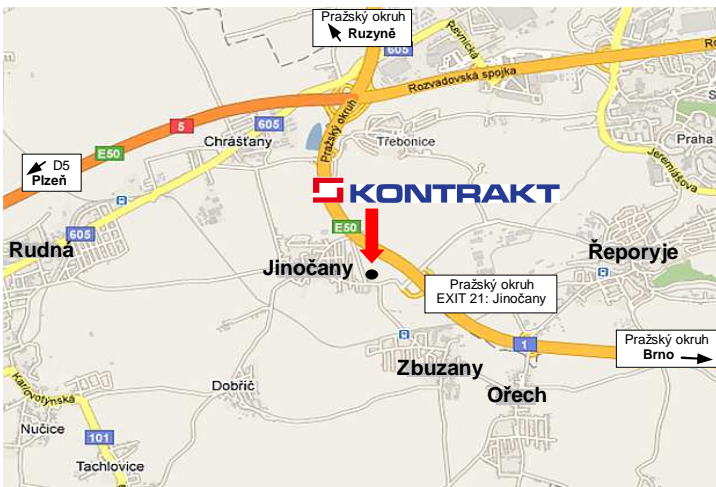 Pražský okruh
Ruzyně
605
Řevnická
Rozvadovská spojka
5
605
E50
Chrášťany
Pražský okruh
Třebonice
Praha
Jeremiášova
D5
Plzeň
KONTRAKT
605
E50
Rudná
Jinočany
Řeporyje
Pražský okruh
EXIT 21: Jinočany
Pražský okruh
Brno
1
Zbuzany
Karlovotýnská
Dobříč
Ořech
Nučice
101
Tachlovice